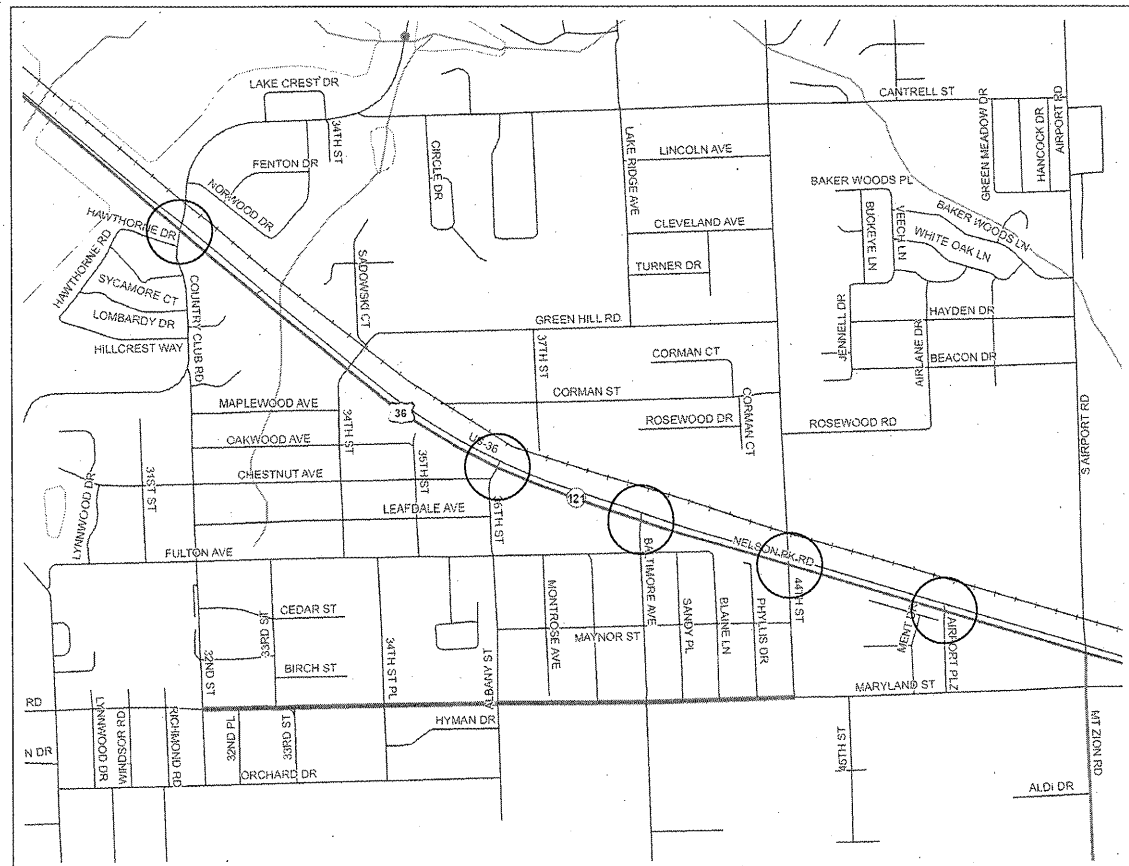 LAKE CREST DR
34TH ST
FENTON DR
NORWOOD DR
HAWTHORNE DR
HAWTHORNE RD
SYCAMORE CT
LOMBARDY DR
HILLCREST WAY
COUNTRY CLUB RD
CIRCLE DR
SADOWSKI CT
LAKE RIDGE AVE
LINCOLN AVE
CLEVELAND AVE
TURNER DR
GREEN HILL RD
CANTRELL ST
GREEN MEADOW DR
HANCOCK DR
AIRPORT RD
BAKER WOODS PL
BUCKEYE LN
VEECH LN
BAKER WOODS LN
WHITE OAK LN
JENNELL DR
HAYDEN DR
AIRLANE DR
BEACON DR
37TH ST
CORMAN CT
CORMAN ST
ROSEWOOD DR
CORMAN CT
ROSEWOOD RD
S AIRPORT RD
MAPLEWOOD AVE
34TH ST
36
US-36
OAKWOOD AVE
35TH ST
CHESTNUT AVE
LYNNWOOD DR
31ST ST
LEAFDALE AVE
36TH ST
121
FULTON AVE
NELSON PK RD
BALTIMORE AVE
44TH ST
CEDAR ST
33RD ST
BIRCH ST
32ND ST
34TH ST PL
ALBANY ST
MONTROSE AVE
MAYNOR ST
SANDY PL
BLAINE LN
PHYLLIS DR
AIRPORT PLZ
MARYLAND ST
RD
N DR
LYNNWOOD DR
WINDSOR RD
RICHMOND RD
32ND PL
33RD ST
HYMAN DR
ORCHARD DR
45TH ST
MT ZION RD
ALDI DR